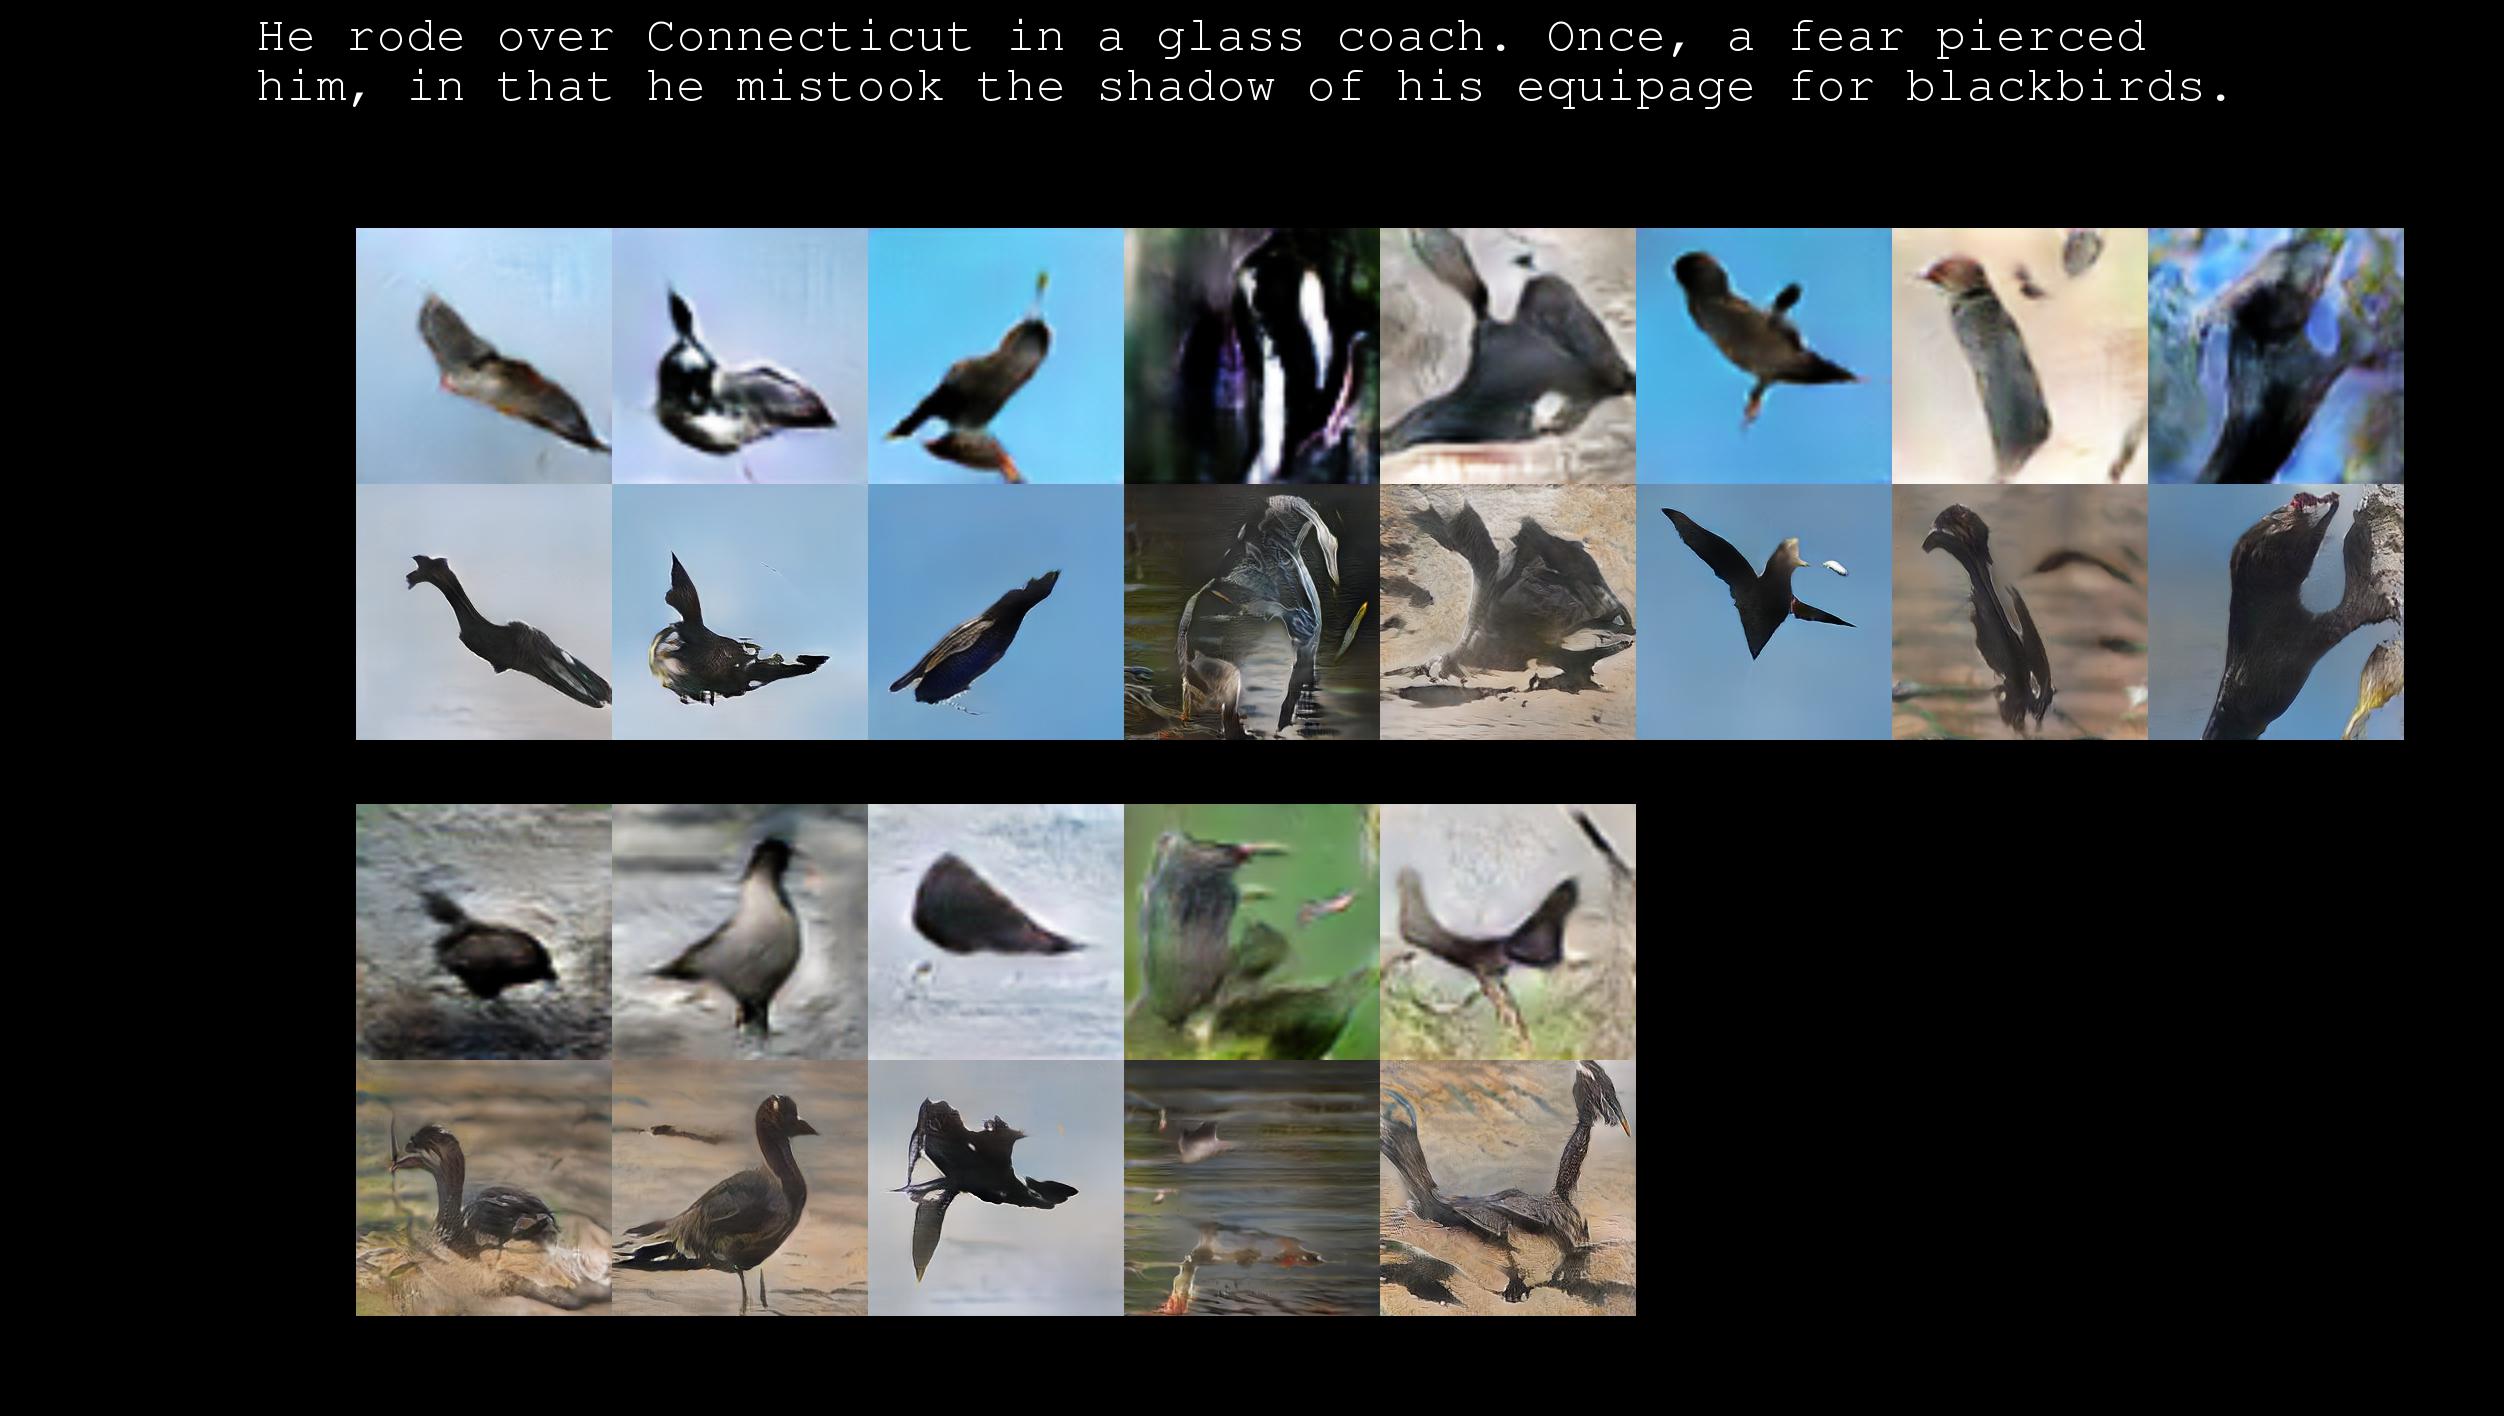 He rode over Connecticut in a glass coach. Once, a fear pierced
him, in that he mistook the shadow of his equipage for blackbirds.